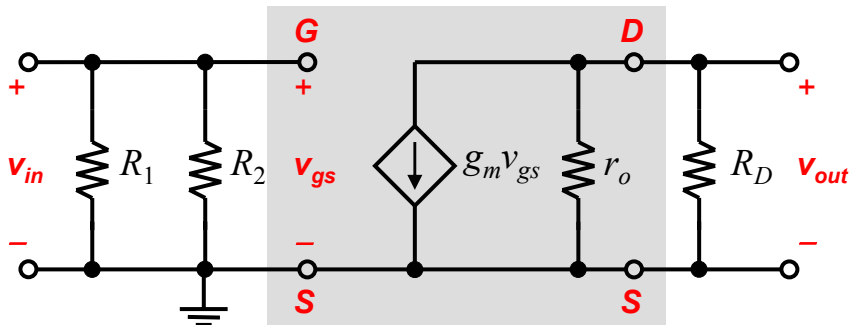 G D
+ + +
v_in R_1 R_2 v_gs g_m v_gs r_o R_D v_out
– – –
S S